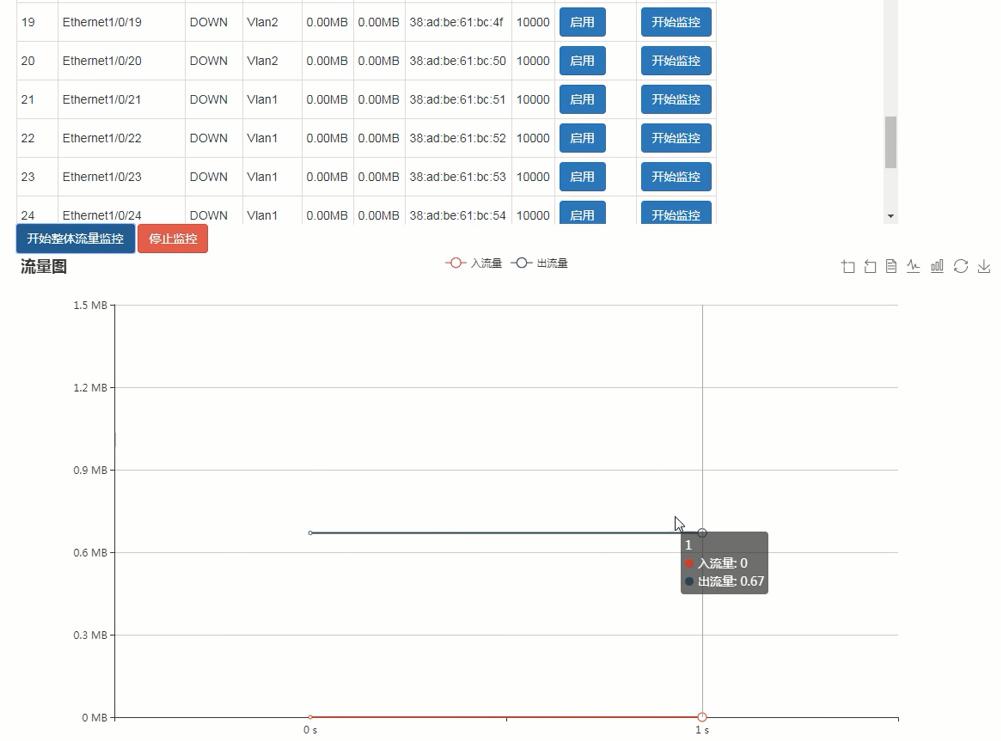 19 Ethernet1/0/19 DOWN Vlan2 0.00MB 0.00MB 38:ad:be:61:bc:4f 10000 启用 开始监控
20 Ethernet1/0/20 DOWN Vlan2 0.00MB 0.00MB 38:ad:be:61:bc:50 10000 启用 开始监控
21 Ethernet1/0/21 DOWN Vlan1 0.00MB 0.00MB 38:ad:be:61:bc:51 10000 启用 开始监控
22 Ethernet1/0/22 DOWN Vlan1 0.00MB 0.00MB 38:ad:be:61:bc:52 10000 启用 开始监控
23 Ethernet1/0/23 DOWN Vlan1 0.00MB 0.00MB 38:ad:be:61:bc:53 10000 启用 开始监控
24 Ethernet1/0/24 DOWN Vlan1 0.00MB 0.00MB 38:ad:be:61:bc:54 10000 启用 开始监控
开始整体流量监控 停止监控
流量图 入流量 出流量
1.5 MB
1.2 MB
0.9 MB
0.6 MB
0.3 MB
0 MB
1
入流量: 0
出流量: 0.67
0 s 1 s